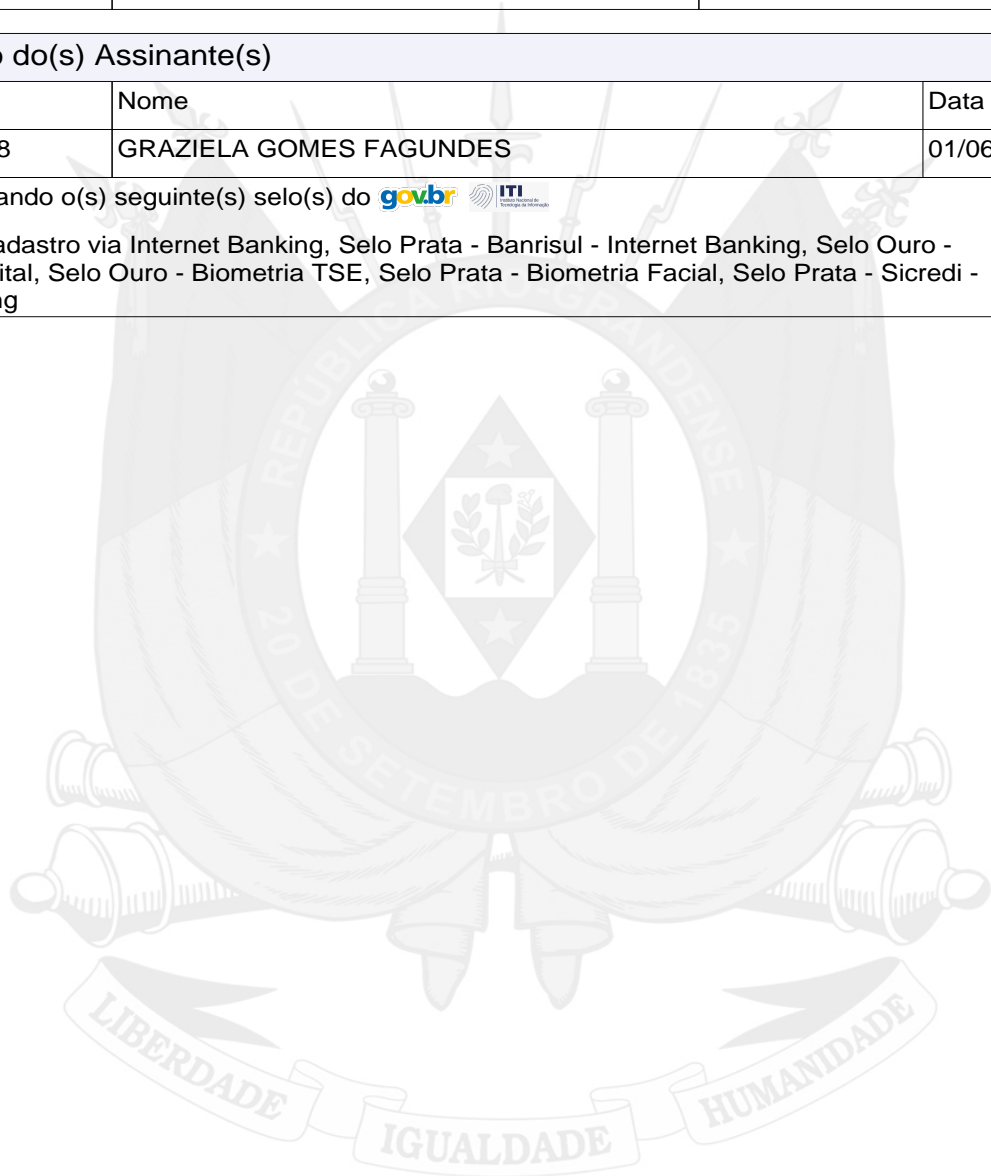 o do(s) Assinante(s)
Nome Data
8 GRAZIELA GOMES FAGUNDES 01/06
ando o(s) seguinte(s) selo(s) do gov.br ITI
adastro via Internet Banking, Selo Prata - Banrisul - Internet Banking, Selo Ouro -
ital, Selo Ouro - Biometria TSE, Selo Prata - Biometria Facial, Selo Prata - Sicredi -
ng
REPÚBLICA RIO-GRANDENSE
20 DE SETEMBRO DE 1835
LIBERDADE IGUALDADE HUMANIDADE